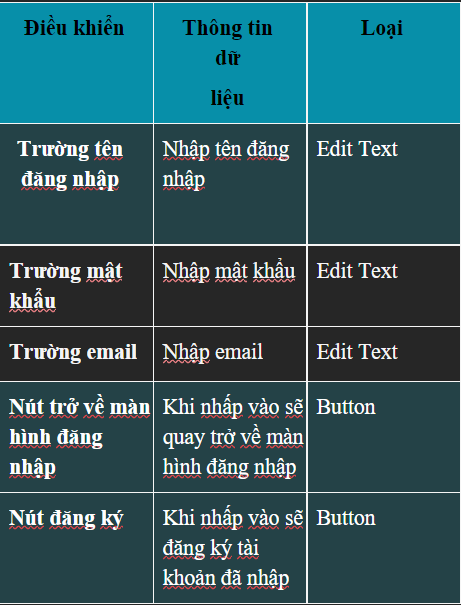 Điều khiển
Thông tin
dữ
liệu
Loại
Trường tên
đăng nhập
Nhập tên đăng
nhập
Edit Text
Trường mật
khẩu
Nhập mật khẩu
Edit Text
Trường email
Nhập email
Edit Text
Nút trở về màn
hình đăng
nhập
Khi nhấp vào sẽ
quay trở về màn
hình đăng nhập
Button
Nút đăng ký
Khi nhấp vào sẽ
đăng ký tài
khoản đã nhập
Button